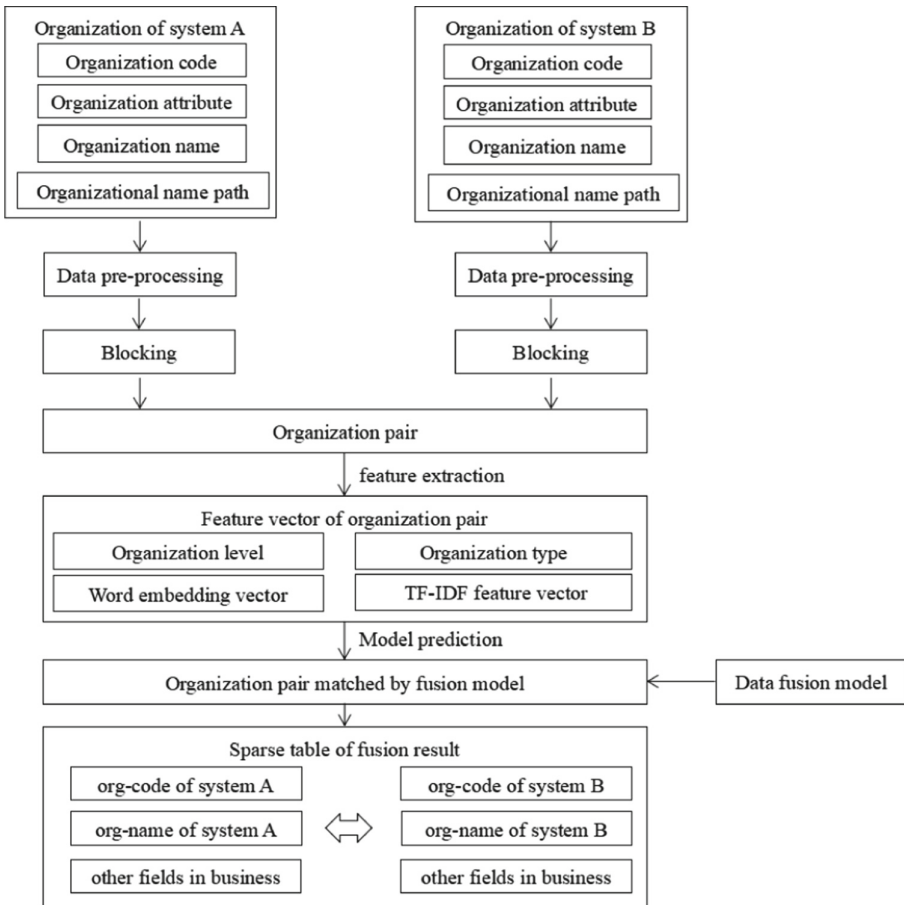 Organization of system A
Organization code
Organization attribute
Organization name
Organizational name path
Organization of system B
Organization code
Organization attribute
Organization name
Organizational name path
Data pre-processing
Data pre-processing
Blocking
Blocking
Organization pair
feature extraction
Feature vector of organization pair
Organization level
Organization type
Word embedding vector
TF-IDF feature vector
Model prediction
Organization pair matched by fusion model
Data fusion model
Sparse table of fusion result
org-code of system A
org-code of system B
org-name of system A
org-name of system B
other fields in business
other fields in business